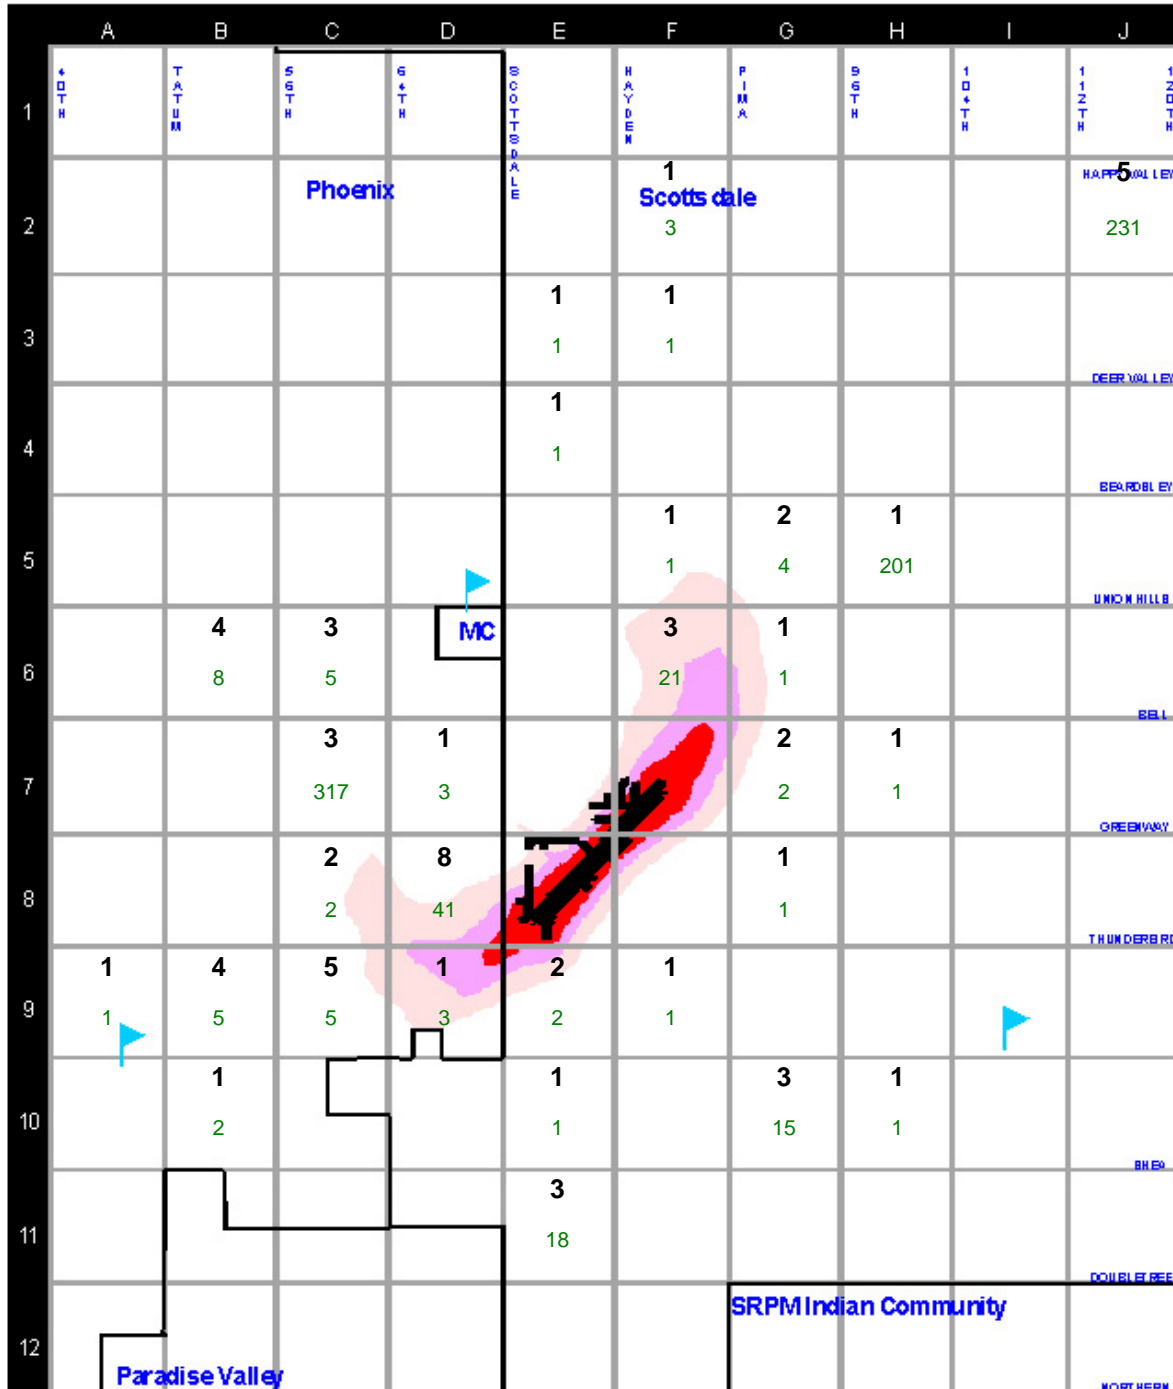 A B C D E F G H I J
40TH TATUM 56TH 64TH SCOTTSDALE HAYDEN PIMA 96TH 104TH 112TH 120TH
1
Phoenix 1 Scottsdale HAPPY VALLEY 5
2 3 231
1 1
3 1 1
DEER VALLEY
1
4 1
BEARDSLEY
1 2 1
5 1 4 201
UNION HILLS
4 3 MC 3 1
6 8 5 21 1
BELL
3 1 2 1
7 317 3 2 1
GREENWAY
2 8 1
8 2 41 1
THUNDERBIRD
1 4 5 1 2 1
9 1 5 5 3 2 1
1 1 3 1
10 2 1 15 1
SHEA
3
11 18
DOUBLETREE
SRPM Indian Community
12
Paradise Valley
NORTHERN